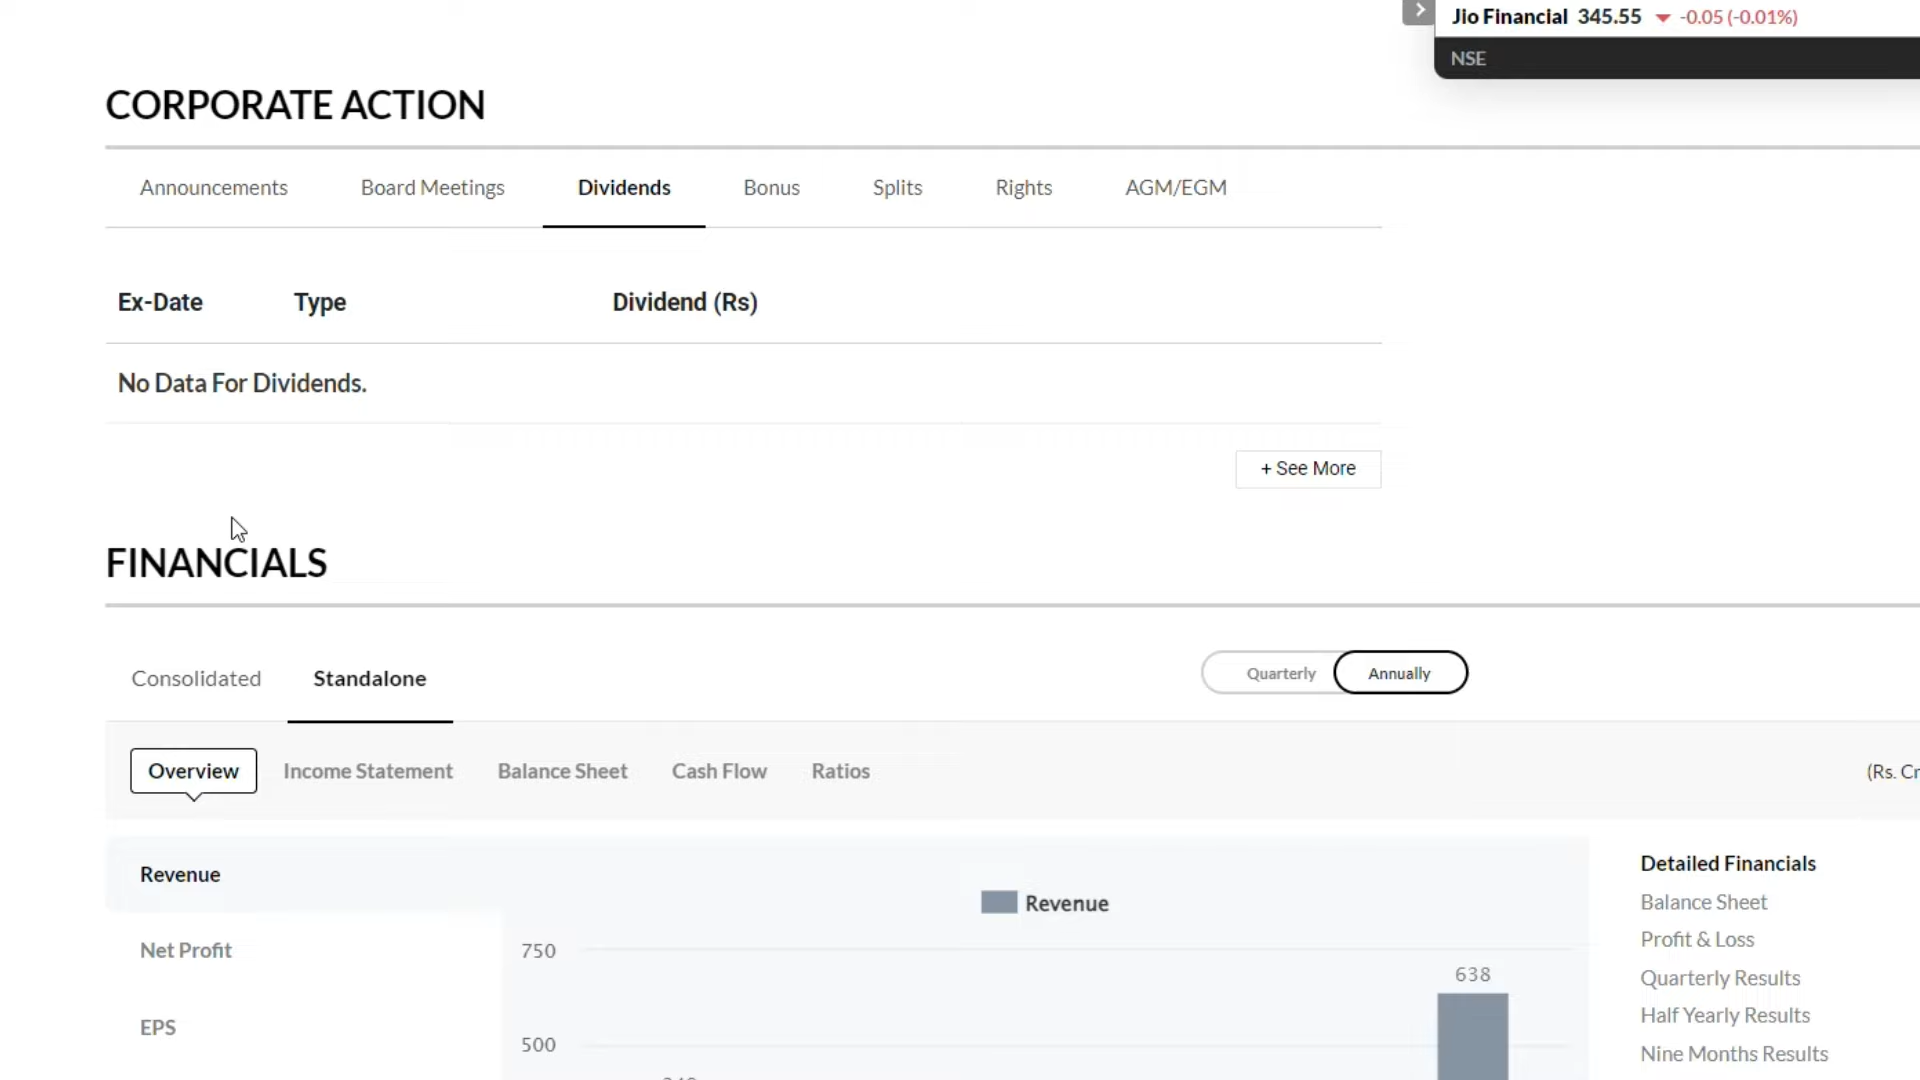 Jio Financial 345.55 -0.05 (-0.01%)
NSE
CORPORATE ACTION
Announcements Board Meetings Dividends Bonus Splits Rights AGM/EGM
Ex-Date Type Dividend (Rs)
No Data For Dividends.
+ See More
FINANCIALS
Consolidated Standalone
Quarterly Annually
Overview Income Statement Balance Sheet Cash Flow Ratios
(Rs.
Revenue
Net Profit
EPS
Revenue
750
638
500
Detailed Financials
Balance Sheet
Profit & Loss
Quarterly Results
Half Yearly Results
Nine Months Results